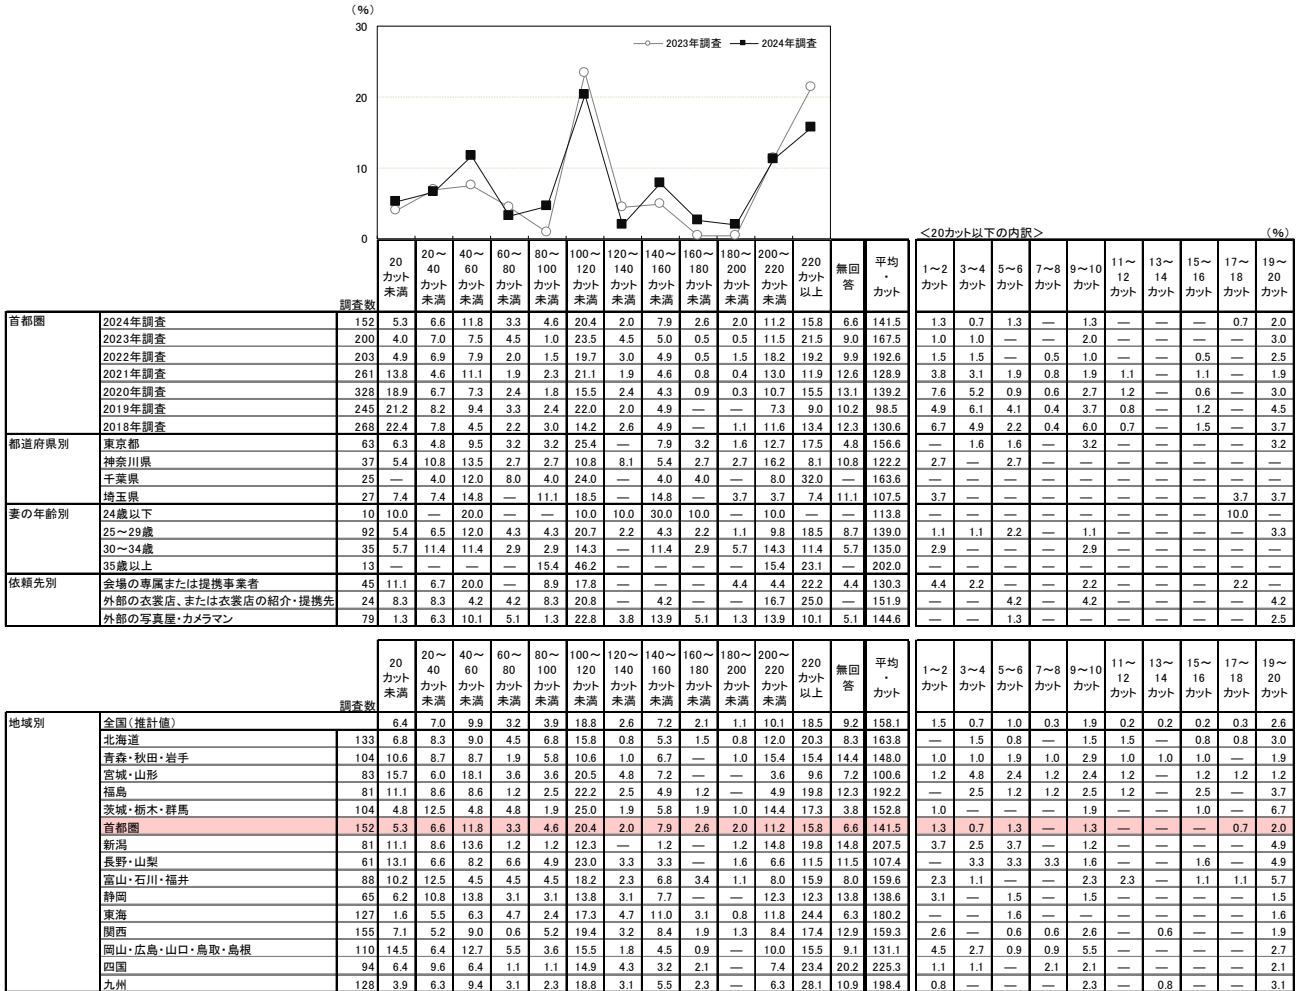 （％）
30
20
10
0
2023年調査 2024年調査
＜20カット以下の内訳＞ （％）
調査数 20カット未満 20～40カット未満 40～60カット未満 60～80カット未満 80～100カット未満 100～120カット未満 120～140カット未満 140～160カット未満 160～180カット未満 180～200カット未満 200～220カット未満 220カット以上 無回答 平均・カット 1～2カット 3～4カット 5～6カット 7～8カット 9～10カット 11～12カット 13～14カット 15～16カット 17～18カット 19～20カット
首都圏 2024年調査 152 5.3 6.6 11.8 3.3 4.6 20.4 2.0 7.9 2.6 2.0 11.2 15.8 6.6 141.5 1.3 0.7 1.3 — 1.3 — — — 0.7 2.0
2023年調査 200 4.0 7.0 7.5 4.5 1.0 23.5 4.5 5.0 0.5 0.5 11.5 21.5 9.0 167.5 1.0 1.0 — — 2.0 — — — — 3.0
2022年調査 203 4.9 6.9 7.9 2.0 1.5 19.7 3.0 4.9 0.5 1.5 18.2 19.2 9.9 192.6 1.5 1.5 — 0.5 1.0 — — 0.5 — 2.5
2021年調査 261 13.8 4.6 11.1 1.9 2.3 21.1 1.9 4.6 0.8 0.4 13.0 11.9 12.6 128.9 3.8 3.1 1.9 0.8 1.9 1.1 — 1.1 — 1.9
2020年調査 328 18.9 6.7 7.3 2.4 1.8 15.5 2.4 4.3 0.9 0.3 10.7 15.5 13.1 139.2 7.6 5.2 0.9 0.6 2.7 1.2 — 0.6 — 3.0
2019年調査 245 21.2 8.2 9.4 3.3 2.4 22.0 2.0 4.9 — — 7.3 9.0 10.2 98.5 4.9 6.1 4.1 0.4 3.7 0.8 — 1.2 — 4.5
2018年調査 268 22.4 7.8 4.5 2.2 3.0 14.2 2.6 4.9 — 1.1 11.6 13.4 12.3 130.6 6.7 4.9 2.2 0.4 6.0 0.7 — 1.5 — 3.7
都道府県別 東京都 63 6.3 4.8 9.5 3.2 3.2 25.4 — 7.9 3.2 1.6 12.7 17.5 4.8 156.6 — 1.6 1.6 — 3.2 — — — — 3.2
神奈川県 37 5.4 10.8 13.5 2.7 2.7 10.8 8.1 5.4 2.7 2.7 16.2 8.1 10.8 122.2 2.7 — 2.7 — — — — — — —
千葉県 25 — 4.0 12.0 8.0 4.0 24.0 — 4.0 4.0 — 8.0 32.0 — 163.6 — — — — — — — — — —
埼玉県 27 7.4 7.4 14.8 — 11.1 18.5 — 14.8 — 3.7 3.7 7.4 11.1 107.5 3.7 — — — — — — — 3.7 3.7
妻の年齢別 24歳以下 10 10.0 — 20.0 — — 10.0 10.0 30.0 10.0 — 10.0 — — 113.8 — — — — — — — — 10.0 —
25～29歳 92 5.4 6.5 12.0 4.3 4.3 20.7 2.2 4.3 2.2 1.1 9.8 18.5 8.7 139.0 1.1 1.1 2.2 — 1.1 — — — — 3.3
30～34歳 35 5.7 11.4 11.4 2.9 2.9 14.3 — 11.4 2.9 5.7 14.3 11.4 5.7 135.0 2.9 — — — 2.9 — — — — —
35歳以上 13 — — — — 15.4 46.2 — — — — 15.4 23.1 — 202.0 — — — — — — — — — —
依頼先別 会場の専属または提携事業者 45 11.1 6.7 20.0 — 8.9 17.8 — — — 4.4 4.4 22.2 4.4 130.3 4.4 2.2 — — 2.2 — — — 2.2 —
外部の衣裳店、または衣裳店の紹介・提携先 24 8.3 8.3 4.2 4.2 8.3 20.8 — 4.2 — — 16.7 25.0 — 151.9 — — 4.2 — 4.2 — — — — 4.2
外部の写真屋・カメラマン 79 1.3 6.3 10.1 5.1 1.3 22.8 3.8 13.9 5.1 1.3 13.9 10.1 5.1 144.6 — — 1.3 — — — — — — 2.5
調査数 20カット未満 20～40カット未満 40～60カット未満 60～80カット未満 80～100カット未満 100～120カット未満 120～140カット未満 140～160カット未満 160～180カット未満 180～200カット未満 200～220カット未満 220カット以上 無回答 平均・カット 1～2カット 3～4カット 5～6カット 7～8カット 9～10カット 11～12カット 13～14カット 15～16カット 17～18カット 19～20カット
地域別 全国（推計値） 6.4 7.0 9.9 3.2 3.9 18.8 2.6 7.2 2.1 1.1 10.1 18.5 9.2 158.1 1.5 0.7 1.0 0.3 1.9 0.2 0.2 0.2 0.3 2.6
北海道 133 6.8 8.3 9.0 4.5 6.8 15.8 0.8 5.3 1.5 0.8 12.0 20.3 8.3 163.8 — 1.5 0.8 — 1.5 1.5 — 0.8 0.8 3.0
青森・秋田・岩手 104 10.6 8.7 8.7 1.9 5.8 10.6 1.0 6.7 — 1.0 15.4 15.4 14.4 148.0 1.0 1.0 1.9 1.0 2.9 1.0 1.0 1.0 — 1.9
宮城・山形 83 15.7 6.0 18.1 3.6 3.6 20.5 4.8 7.2 — — 3.6 9.6 7.2 100.6 1.2 4.8 2.4 1.2 2.4 1.2 — 1.2 1.2 1.2
福島 81 11.1 8.6 8.6 1.2 2.5 22.2 2.5 4.9 1.2 — 4.9 19.8 12.3 192.2 — 2.5 1.2 1.2 2.5 1.2 — 2.5 — 3.7
茨城・栃木・群馬 104 4.8 12.5 4.8 4.8 1.9 25.0 1.9 5.8 1.9 1.0 14.4 17.3 3.8 152.8 1.0 — — — 1.9 — — 1.0 — 6.7
首都圏 152 5.3 6.6 11.8 3.3 4.6 20.4 2.0 7.9 2.6 2.0 11.2 15.8 6.6 141.5 1.3 0.7 1.3 — 1.3 — — — 0.7 2.0
新潟 81 11.1 8.6 13.6 1.2 1.2 12.3 — 1.2 — 1.2 14.8 19.8 14.8 207.5 3.7 2.5 3.7 — 1.2 — — — — 4.9
長野・山梨 61 13.1 6.6 8.2 6.6 4.9 23.0 3.3 3.3 — 1.6 6.6 11.5 11.5 107.4 — 3.3 3.3 3.3 1.6 — — 1.6 — 4.9
富山・石川・福井 88 10.2 12.5 4.5 4.5 4.5 18.2 2.3 6.8 3.4 1.1 8.0 15.9 8.0 159.6 2.3 1.1 — — 2.3 2.3 — 1.1 1.1 5.7
静岡 65 6.2 10.8 13.8 3.1 3.1 13.8 3.1 7.7 — — 12.3 12.3 13.8 138.6 3.1 — 1.5 — 1.5 — — — — 1.5
東海 127 1.6 5.5 6.3 4.7 2.4 17.3 4.7 11.0 3.1 0.8 11.8 24.4 6.3 180.2 — — 1.6 — — — — — — 1.6
関西 155 7.1 5.2 9.0 0.6 5.2 19.4 3.2 8.4 1.9 1.3 8.4 17.4 12.9 159.3 2.6 — 0.6 0.6 2.6 — 0.6 — — 1.9
岡山・広島・山口・鳥取・島根 110 14.5 6.4 12.7 5.5 3.6 15.5 1.8 4.5 0.9 — 10.0 15.5 9.1 131.1 4.5 2.7 0.9 0.9 5.5 — — — — 2.7
四国 94 6.4 9.6 6.4 1.1 1.1 14.9 4.3 3.2 2.1 — 7.4 23.4 20.2 225.3 1.1 1.1 — 2.1 2.1 — — — — 2.1
九州 128 3.9 6.3 9.4 3.1 2.3 18.8 3.1 5.5 2.3 — 6.3 28.1 10.9 198.4 0.8 — — — 2.3 — 0.8 — — 3.1